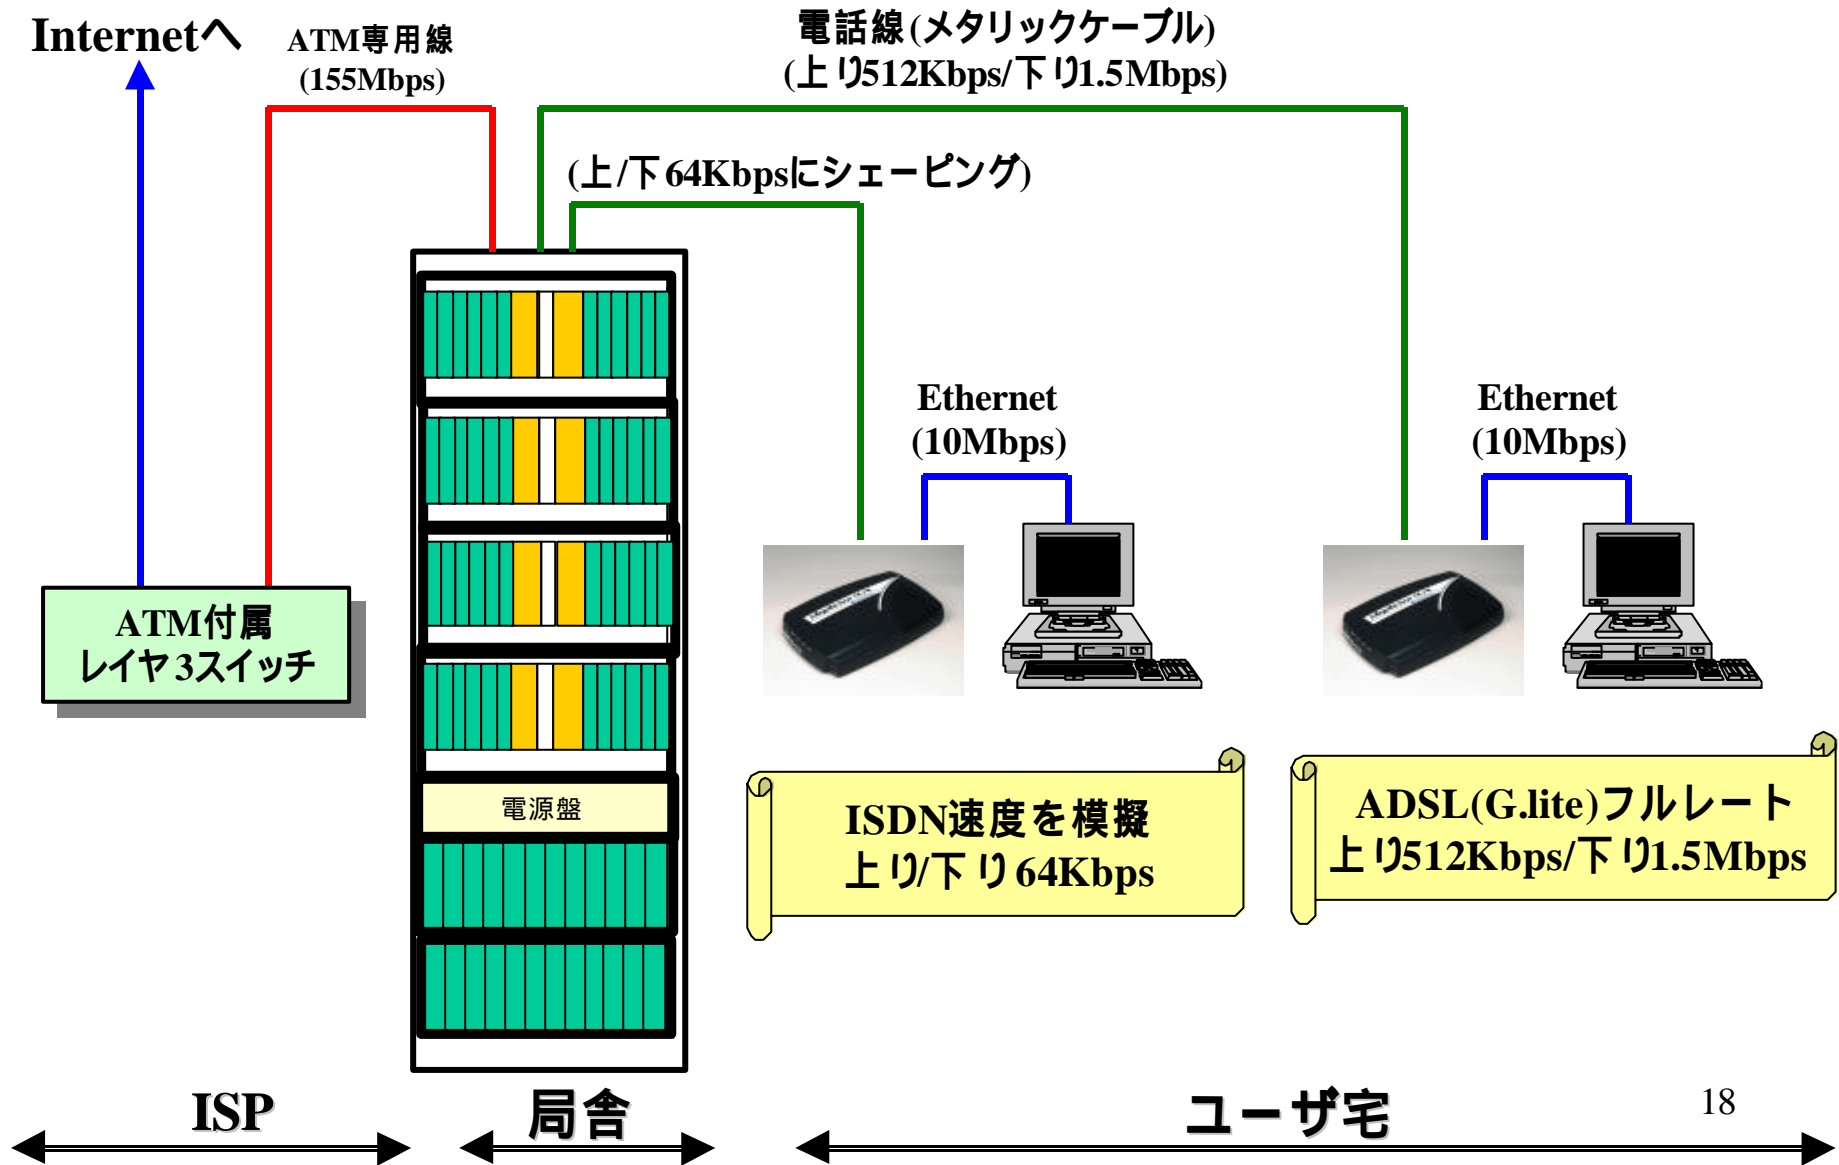 Internetへ
ATM専用線
(155Mbps)
電話線(メタリックケーブル)
(上り512Kbps/下り1.5Mbps)
(上/下64Kbpsにシェーピング)
Ethernet
(10Mbps)
Ethernet
(10Mbps)
ATM付属
レイヤ3スイッチ
電源盤
ISDN速度を模擬
上り/下り64Kbps
ADSL(G.lite)フルレート
上り512Kbps/下り1.5Mbps
ISP
局舎
ユーザ宅
18